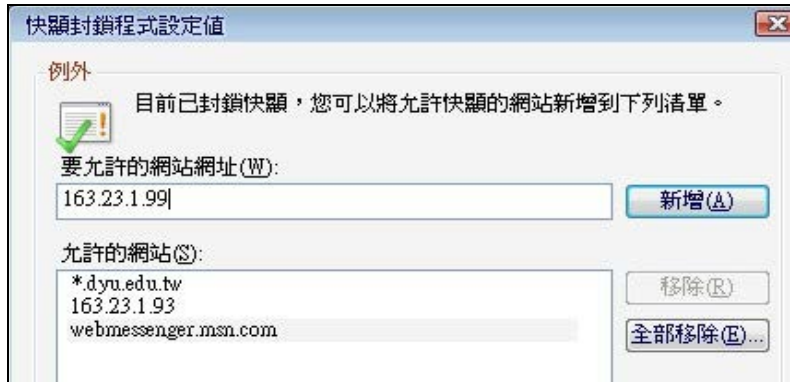 快顯封鎖程式設定值
例外
目前已封鎖快顯，您可以將允許快顯的網站新增到下列清單。
要允許的網站網址(W):
163.23.1.99
新增(A)
允許的網站(S):
*.dyu.edu.tw
163.23.1.93
webmessenger.msn.com
移除(R)
全部移除(E)...